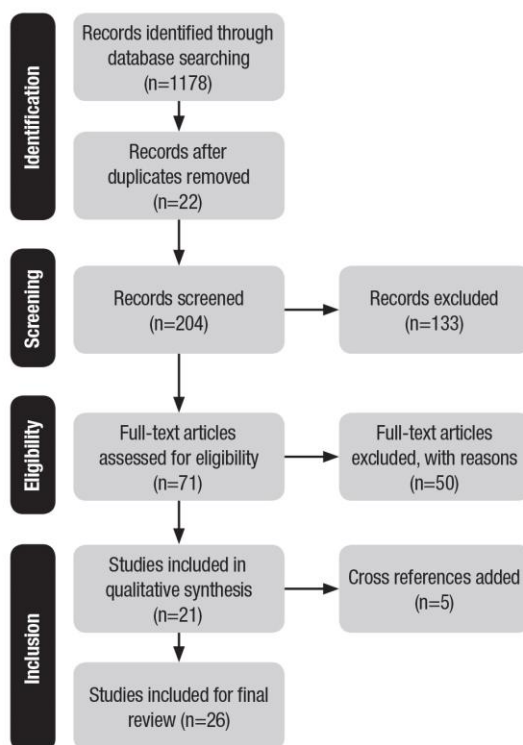 Identification
Records identified through
database searching
(n=1178)
Records after
duplicates removed
(n=22)
Screening
Records screened
(n=204)
Records excluded
(n=133)
Eligibility
Full-text articles
assessed for eligibility
(n=71)
Full-text articles
excluded, with reasons
(n=50)
Inclusion
Studies included in
qualitative synthesis
(n=21)
Cross references added
(n=5)
Studies included for final
review (n=26)